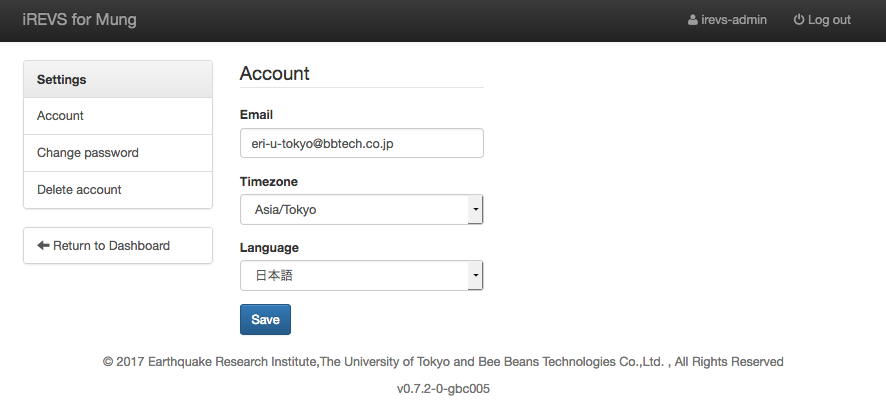 iREVS for Mung
irevs-admin
Log out
Settings
Account
Change password
Delete account
Return to Dashboard
Account
Email
eri-u-tokyo@bbtech.co.jp
Timezone
Asia/Tokyo
Language
日本語
Save
© 2017 Earthquake Research Institute,The University of Tokyo and Bee Beans Technologies Co.,Ltd. , All Rights Reserved
v0.7.2-0-gbc005